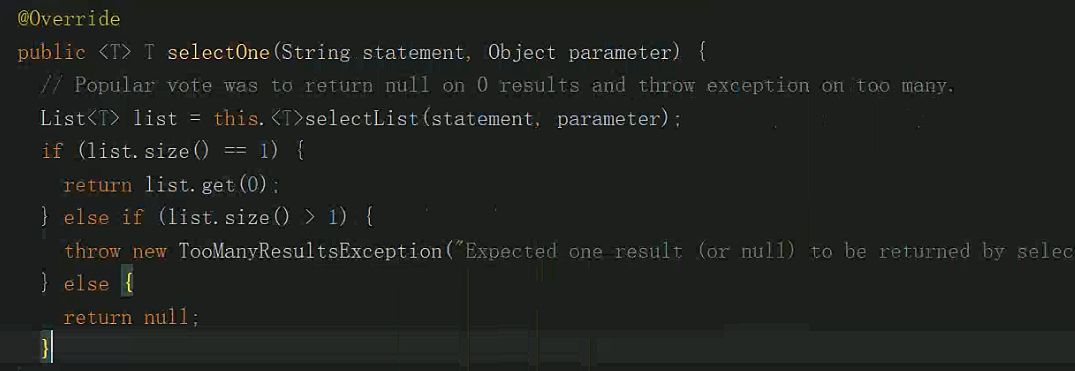 @Override
public <T> T selectOne(String statement, Object parameter) {
// Popular vote was to return null on 0 results and throw exception on too many.
List<T> list = this.<T>selectList(statement, parameter);
if (list.size() == 1) {
return list.get(0);
} else if (list.size() > 1) {
throw new TooManyResultsException("Expected one result (or null) to be returned by selec
} else {
return null;
}